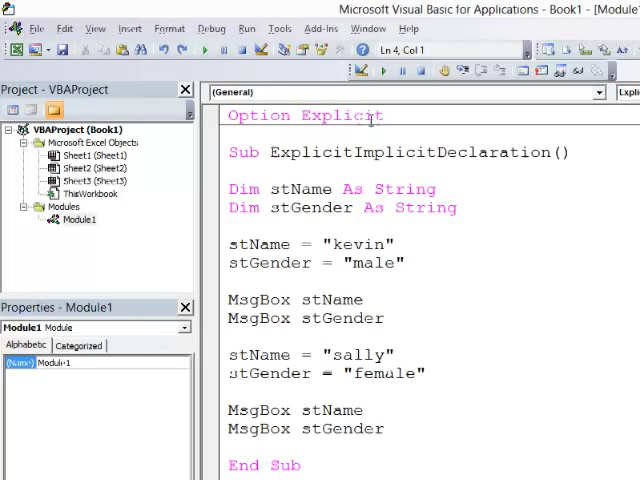 Microsoft Visual Basic for Applications - Book1 - [Module
File Edit View Insert Format Debug Run Tools Add-Ins Window Help
Ln 4, Col 1
Project - VBAProject
(General)
VBAProject (Book1)
Microsoft Excel Objects
Sheet1 (Sheet1)
Sheet2 (Sheet2)
Sheet3 (Sheet3)
ThisWorkbook
Modules
Module1
Properties - Module1
Module1 Module
Alphabetic Categorized
(Name) Module1
Option Explicit
Sub ExplicitImplicitDeclaration()
Dim stName As String
Dim stGender As String
stName = "kevin"
stGender = "male"
MsgBox stName
MsgBox stGender
stName = "sally"
stGender = "female"
MsgBox stName
MsgBox stGender
End Sub